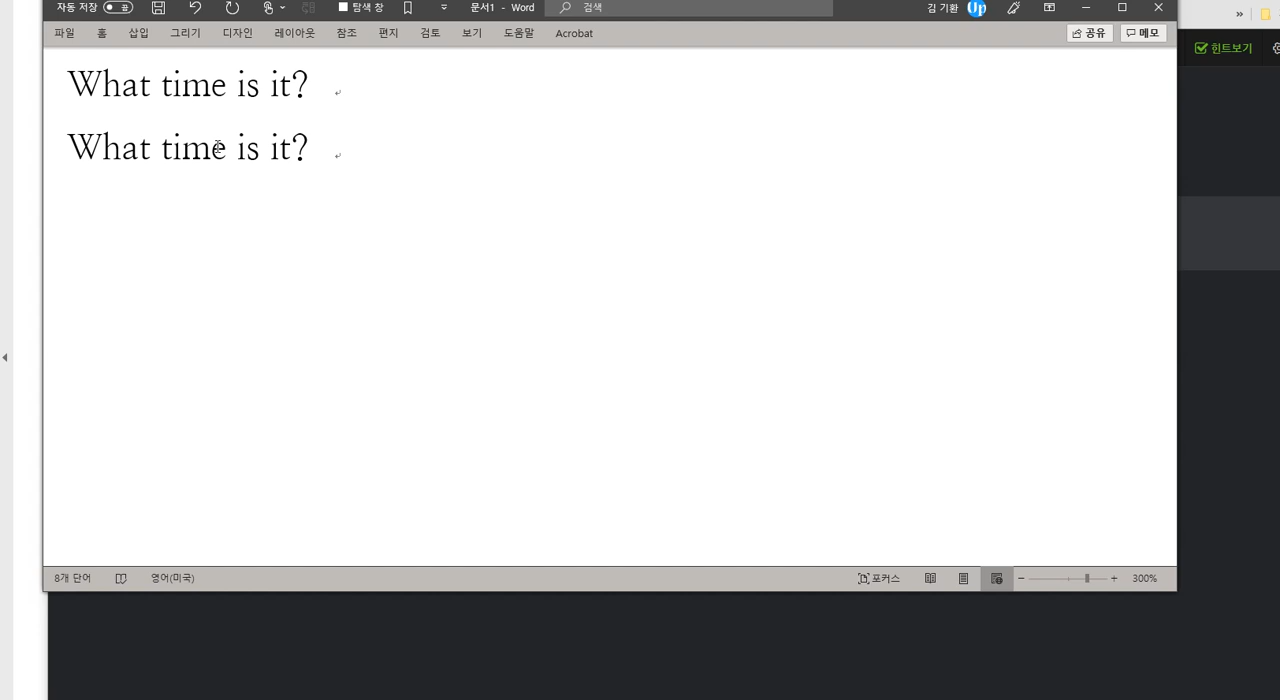 자동 저장 탐색 창 문서1 - Word 검색 김 기환 Up »
파일 홈 삽입 그리기 디자인 레이아웃 참조 편지 검토 보기 도움말 Acrobat 공유 메모 힌트보기
What time is it?
What time is it?
8개 단어 영어(미국) 포커스 300%